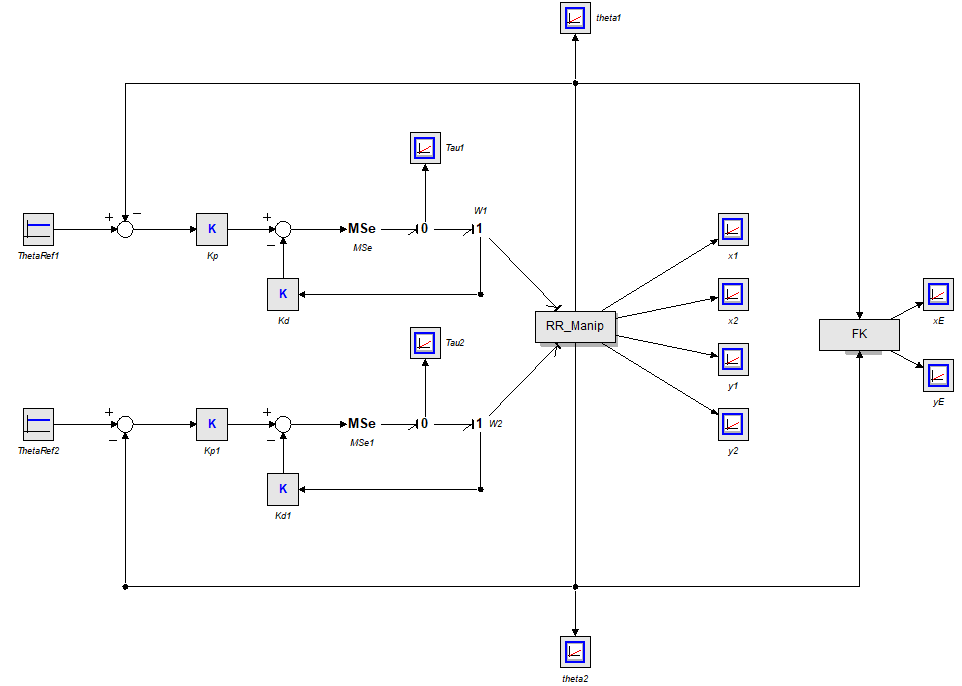 theta1
Tau1
W1
+
−
ThetaRef1
K
Kp
+
−
MSe
MSe
0
1
K
Kd
x1
x2
RR_Manip
FK
xE
Tau2
y1
yE
+
−
ThetaRef2
K
Kp1
+
−
MSe
MSe1
0
1
W2
y2
K
Kd1
theta2